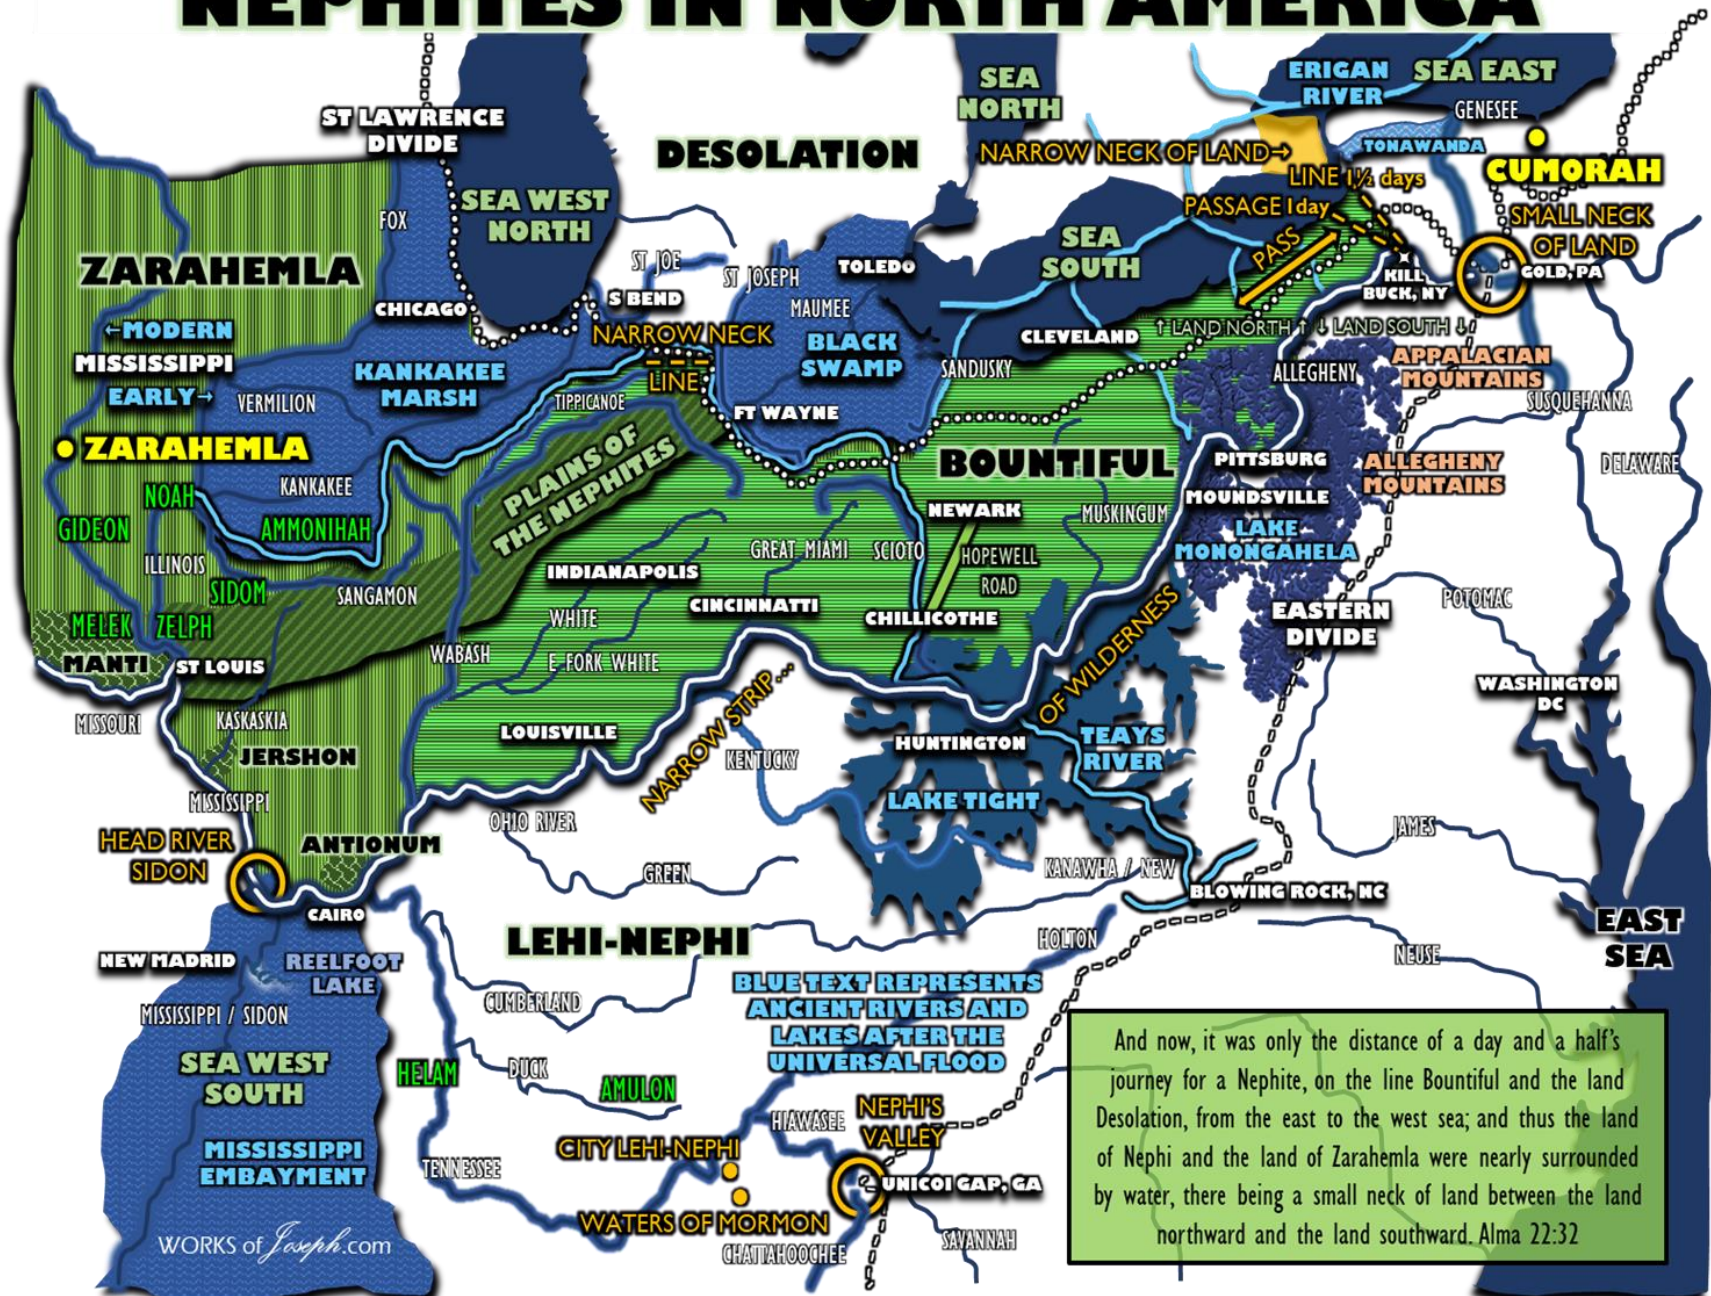 NEPHITES IN NORTH AMERICA
ERIGAN
RIVER
SEA EAST
GENESEE
SEA
NORTH
ST LAWRENCE
DIVIDE
DESOLATION
NARROW NECK OF LAND→
TONAWANDA
CUMORAH
LINE 1½ days
PASSAGE 1day
SMALL NECK
OF LAND
FOX
SEA WEST
NORTH
SEA
SOUTH
PASS
ZARAHEMLA
ST JOE
ST JOSEPH
TOLEDO
KILL
BUCK, NY
GOLD, PA
CHICAGO
S BEND
MAUMEE
←MODERN
MISSISSIPPI
EARLY→
NARROW NECK
LINE
BLACK
SWAMP
CLEVELAND
↑LAND NORTH↑ ↓LAND SOUTH↓
KANKAKEE
MARSH
SANDUSKY
ALLEGHENY
APPALACIAN
MOUNTAINS
VERMILION
TIPPICANOE
FT WAYNE
SUSQUEHANNA
ZARAHEMLA
PLAINS OF
THE NEPHITES
BOUNTIFUL
PITTSBURG
ALLEGHENY
MOUNTAINS
DELAWARE
NOAH
KANKAKEE
MOUNDSVILLE
GIDEON
AMMONIHAH
NEWARK
MUSKINGUM
LAKE
MONONGAHELA
ILLINOIS
GREAT MIAMI
SCIOTO
HOPEWELL
ROAD
INDIANAPOLIS
SIDOM
SANGAMON
CINCINNATTI
CHILLICOTHE
POTOMAC
MELEK
ZELPH
WHITE
EASTERN
DIVIDE
MANTI
ST LOUIS
WABASH
E FORK WHITE
NARROW STRIP...
OF WILDERNESS
WASHINGTON
DC
MISSOURI
KASKASKIA
LOUISVILLE
HUNTINGTON
TEAYS
RIVER
JERSHON
KENTUCKY
MISSISSIPPI
LAKE TIGHT
OHIO RIVER
JAMES
HEAD RIVER
SIDON
ANTIONUM
GREEN
KANAWHA / NEW
BLOWING ROCK, NC
CAIRO
LEHI-NEPHI
HOLTON
EAST
SEA
NEW MADRID
REELFOOT
LAKE
NEUSE
BLUE TEXT REPRESENTS
ANCIENT RIVERS AND
LAKES AFTER THE
UNIVERSAL FLOOD
CUMBERLAND
MISSISSIPPI / SIDON
SEA WEST
SOUTH
HELAM
DUCK
AMULON
HIAWASEE
NEPHI'S
VALLEY
MISSISSIPPI
EMBAYMENT
CITY LEHI-NEPHI
TENNESSEE
UNICOI GAP, GA
WATERS OF MORMON
CHATTAHOOCHEE
SAVANNAH
WORKS of Joseph.com
And now, it was only the distance of a day and a half's
journey for a Nephite, on the line Bountiful and the land
Desolation, from the east to the west sea; and thus the land
of Nephi and the land of Zarahemla were nearly surrounded
by water, there being a small neck of land between the land
northward and the land southward. Alma 22:32